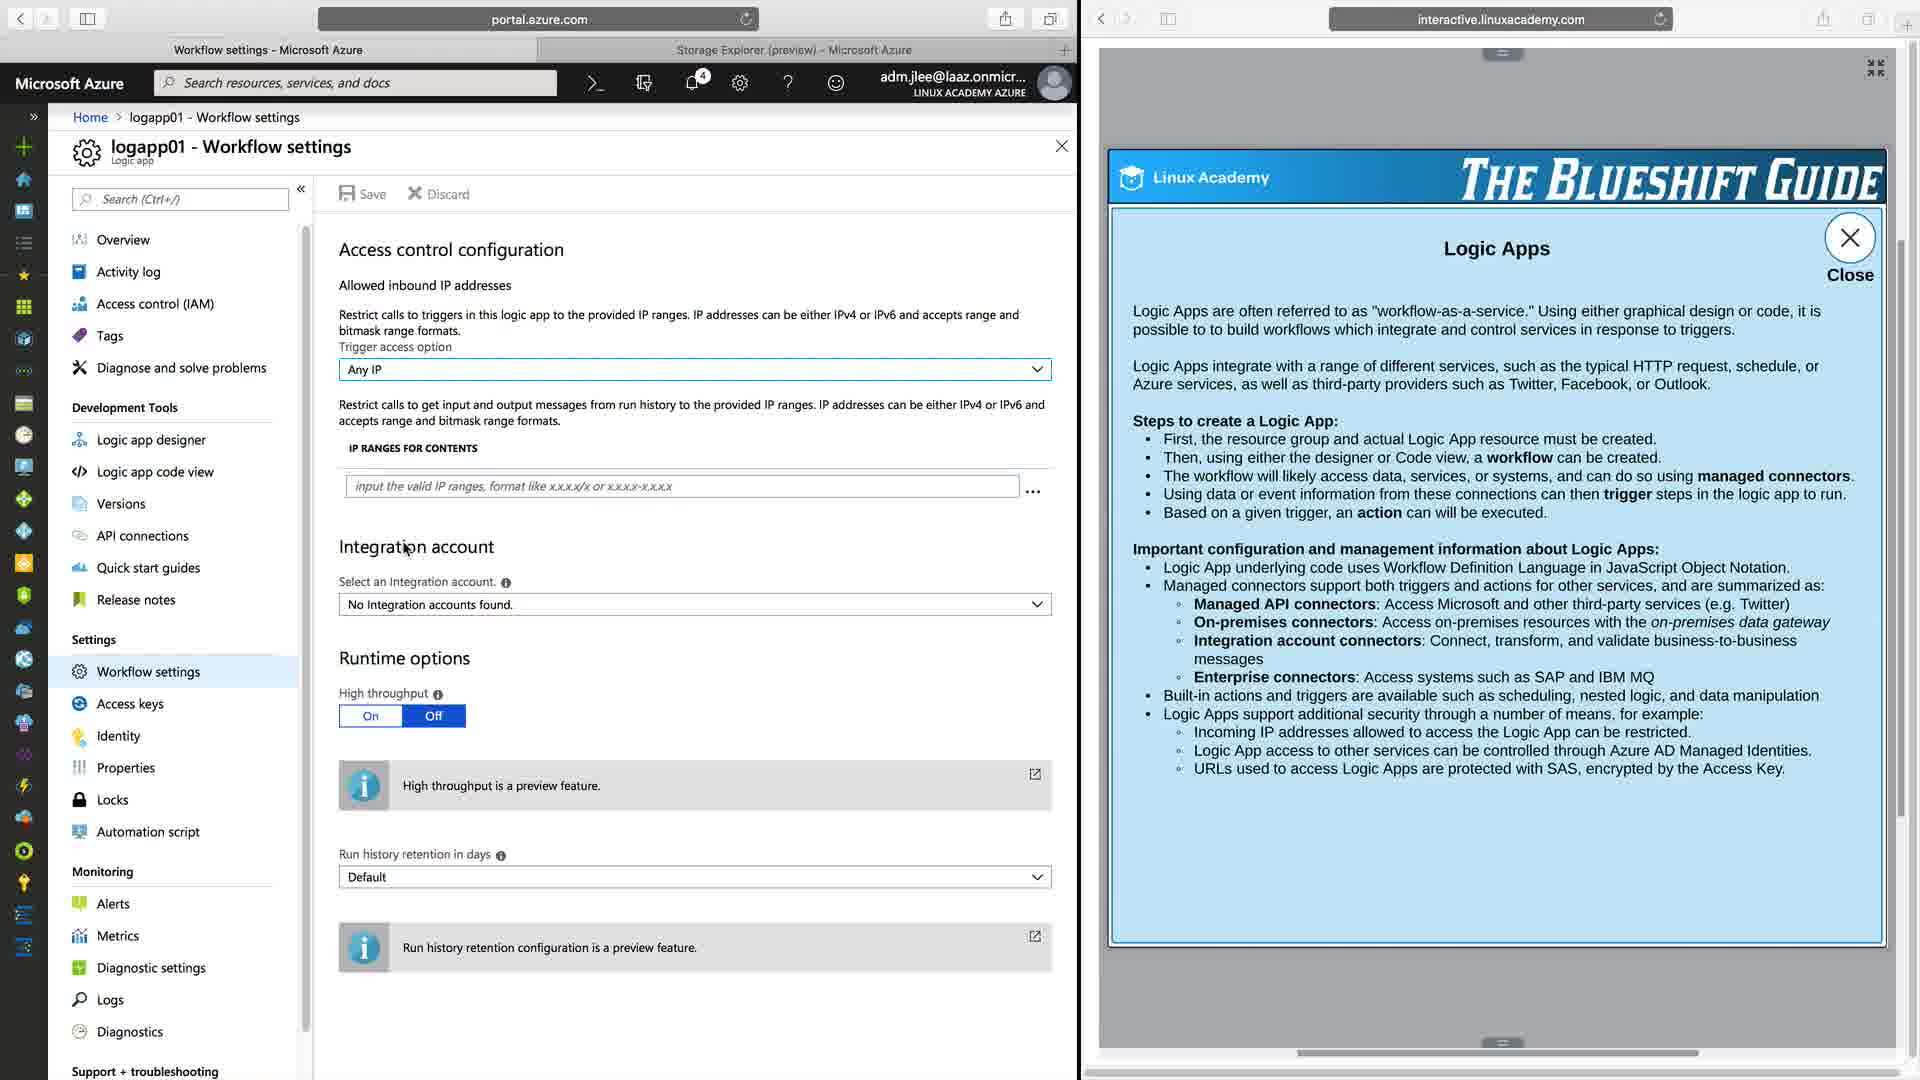 portal.azure.com
Workflow settings - Microsoft Azure
Storage Explorer (preview) - Microsoft Azure
Microsoft Azure
Search resources, services, and docs
4
adm.jlee@laaz.onmicr...
LINUX ACADEMY AZURE
Home > logapp01 - Workflow settings
logapp01 - Workflow settings
Logic app
Search (Ctrl+/)
Overview
Activity log
Access control (IAM)
Tags
Diagnose and solve problems
Development Tools
Logic app designer
Logic app code view
Versions
API connections
Quick start guides
Release notes
Settings
Workflow settings
Access keys
Identity
Properties
Locks
Automation script
Monitoring
Alerts
Metrics
Diagnostic settings
Logs
Diagnostics
Support + troubleshooting
Save Discard
Access control configuration
Allowed inbound IP addresses
Restrict calls to triggers in this logic app to the provided IP ranges. IP addresses can be either IPv4 or IPv6 and accepts range and
bitmask range formats.
Trigger access option
Any IP
Restrict calls to get input and output messages from run history to the provided IP ranges. IP addresses can be either IPv4 or IPv6 and
accepts range and bitmask range formats.
IP RANGES FOR CONTENTS
input the valid IP ranges, format like x.x.x.x/x or x.x.x.x-x.x.x.x
...
Integration account
Select an Integration account.
No Integration accounts found.
Runtime options
High throughput
On Off
High throughput is a preview feature.
Run history retention in days
Default
Run history retention configuration is a preview feature.
interactive.linuxacademy.com
Linux Academy
THE BLUESHIFT GUIDE
Logic Apps
Close
Logic Apps are often referred to as "workflow-as-a-service." Using either graphical design or code, it is
possible to to build workflows which integrate and control services in response to triggers.
Logic Apps integrate with a range of different services, such as the typical HTTP request, schedule, or
Azure services, as well as third-party providers such as Twitter, Facebook, or Outlook.
Steps to create a Logic App:
• First, the resource group and actual Logic App resource must be created.
• Then, using either the designer or Code view, a workflow can be created.
• The workflow will likely access data, services, or systems, and can do so using managed connectors.
• Using data or event information from these connections can then trigger steps in the logic app to run.
• Based on a given trigger, an action can will be executed.
Important configuration and management information about Logic Apps:
• Logic App underlying code uses Workflow Definition Language in JavaScript Object Notation.
• Managed connectors support both triggers and actions for other services, and are summarized as:
◦ Managed API connectors: Access Microsoft and other third-party services (e.g. Twitter)
◦ On-premises connectors: Access on-premises resources with the on-premises data gateway
◦ Integration account connectors: Connect, transform, and validate business-to-business
messages
◦ Enterprise connectors: Access systems such as SAP and IBM MQ
• Built-in actions and triggers are available such as scheduling, nested logic, and data manipulation
• Logic Apps support additional security through a number of means, for example:
◦ Incoming IP addresses allowed to access the Logic App can be restricted.
◦ Logic App access to other services can be controlled through Azure AD Managed Identities.
◦ URLs used to access Logic Apps are protected with SAS, encrypted by the Access Key.